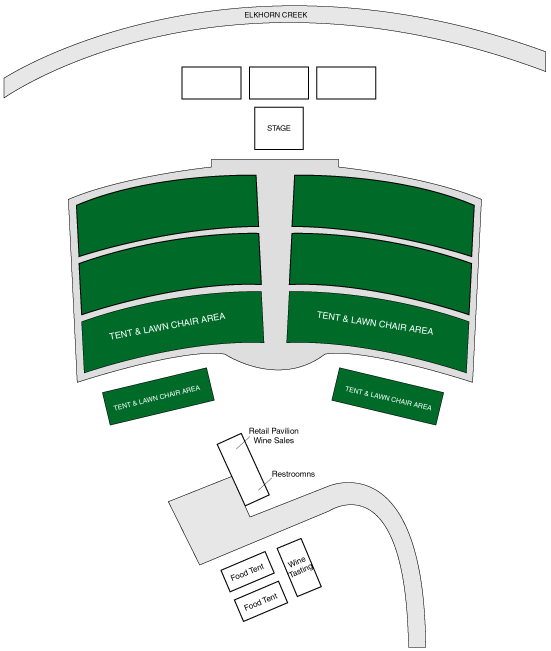 ELKHORN CREEK
STAGE
TENT & LAWN CHAIR AREA
TENT & LAWN CHAIR AREA
TENT & LAWN CHAIR AREA
TENT & LAWN CHAIR AREA
Retail Pavilion
Wine Sales
Restroomns
Food Tent
Wine
Tasting
Food Tent